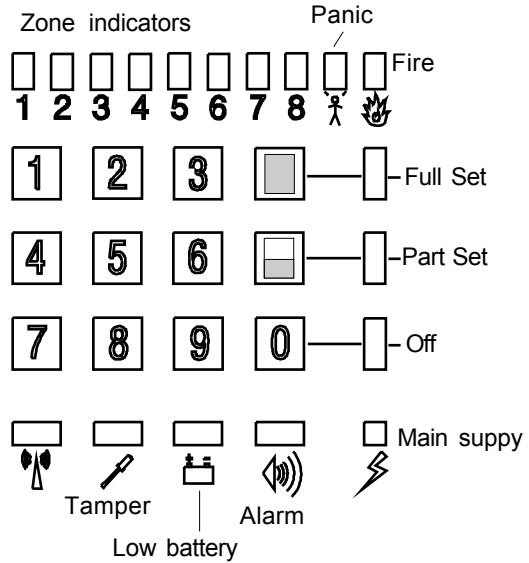 Zone indicators
Panic
Fire
1 2 3 4 5 6 7 8
1 2 3
Full Set
4 5 6
Part Set
7 8 9 0
Off
Main suppy
Tamper
Alarm
Low battery